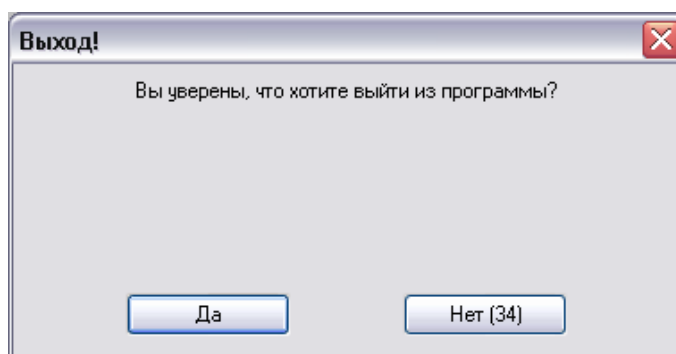 Выход!
Вы уверены, что хотите выйти из программы?
Да
Нет (34)